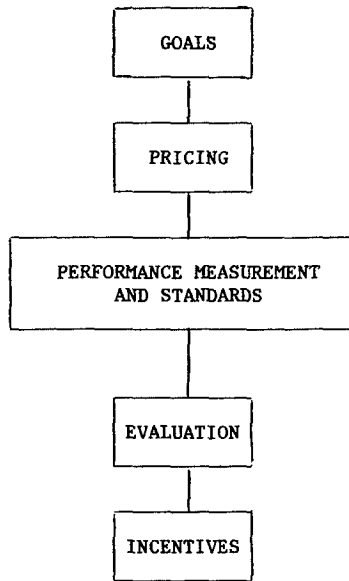 GOALS
PRICING
PERFORMANCE MEASUREMENT
AND STANDARDS
EVALUATION
INCENTIVES